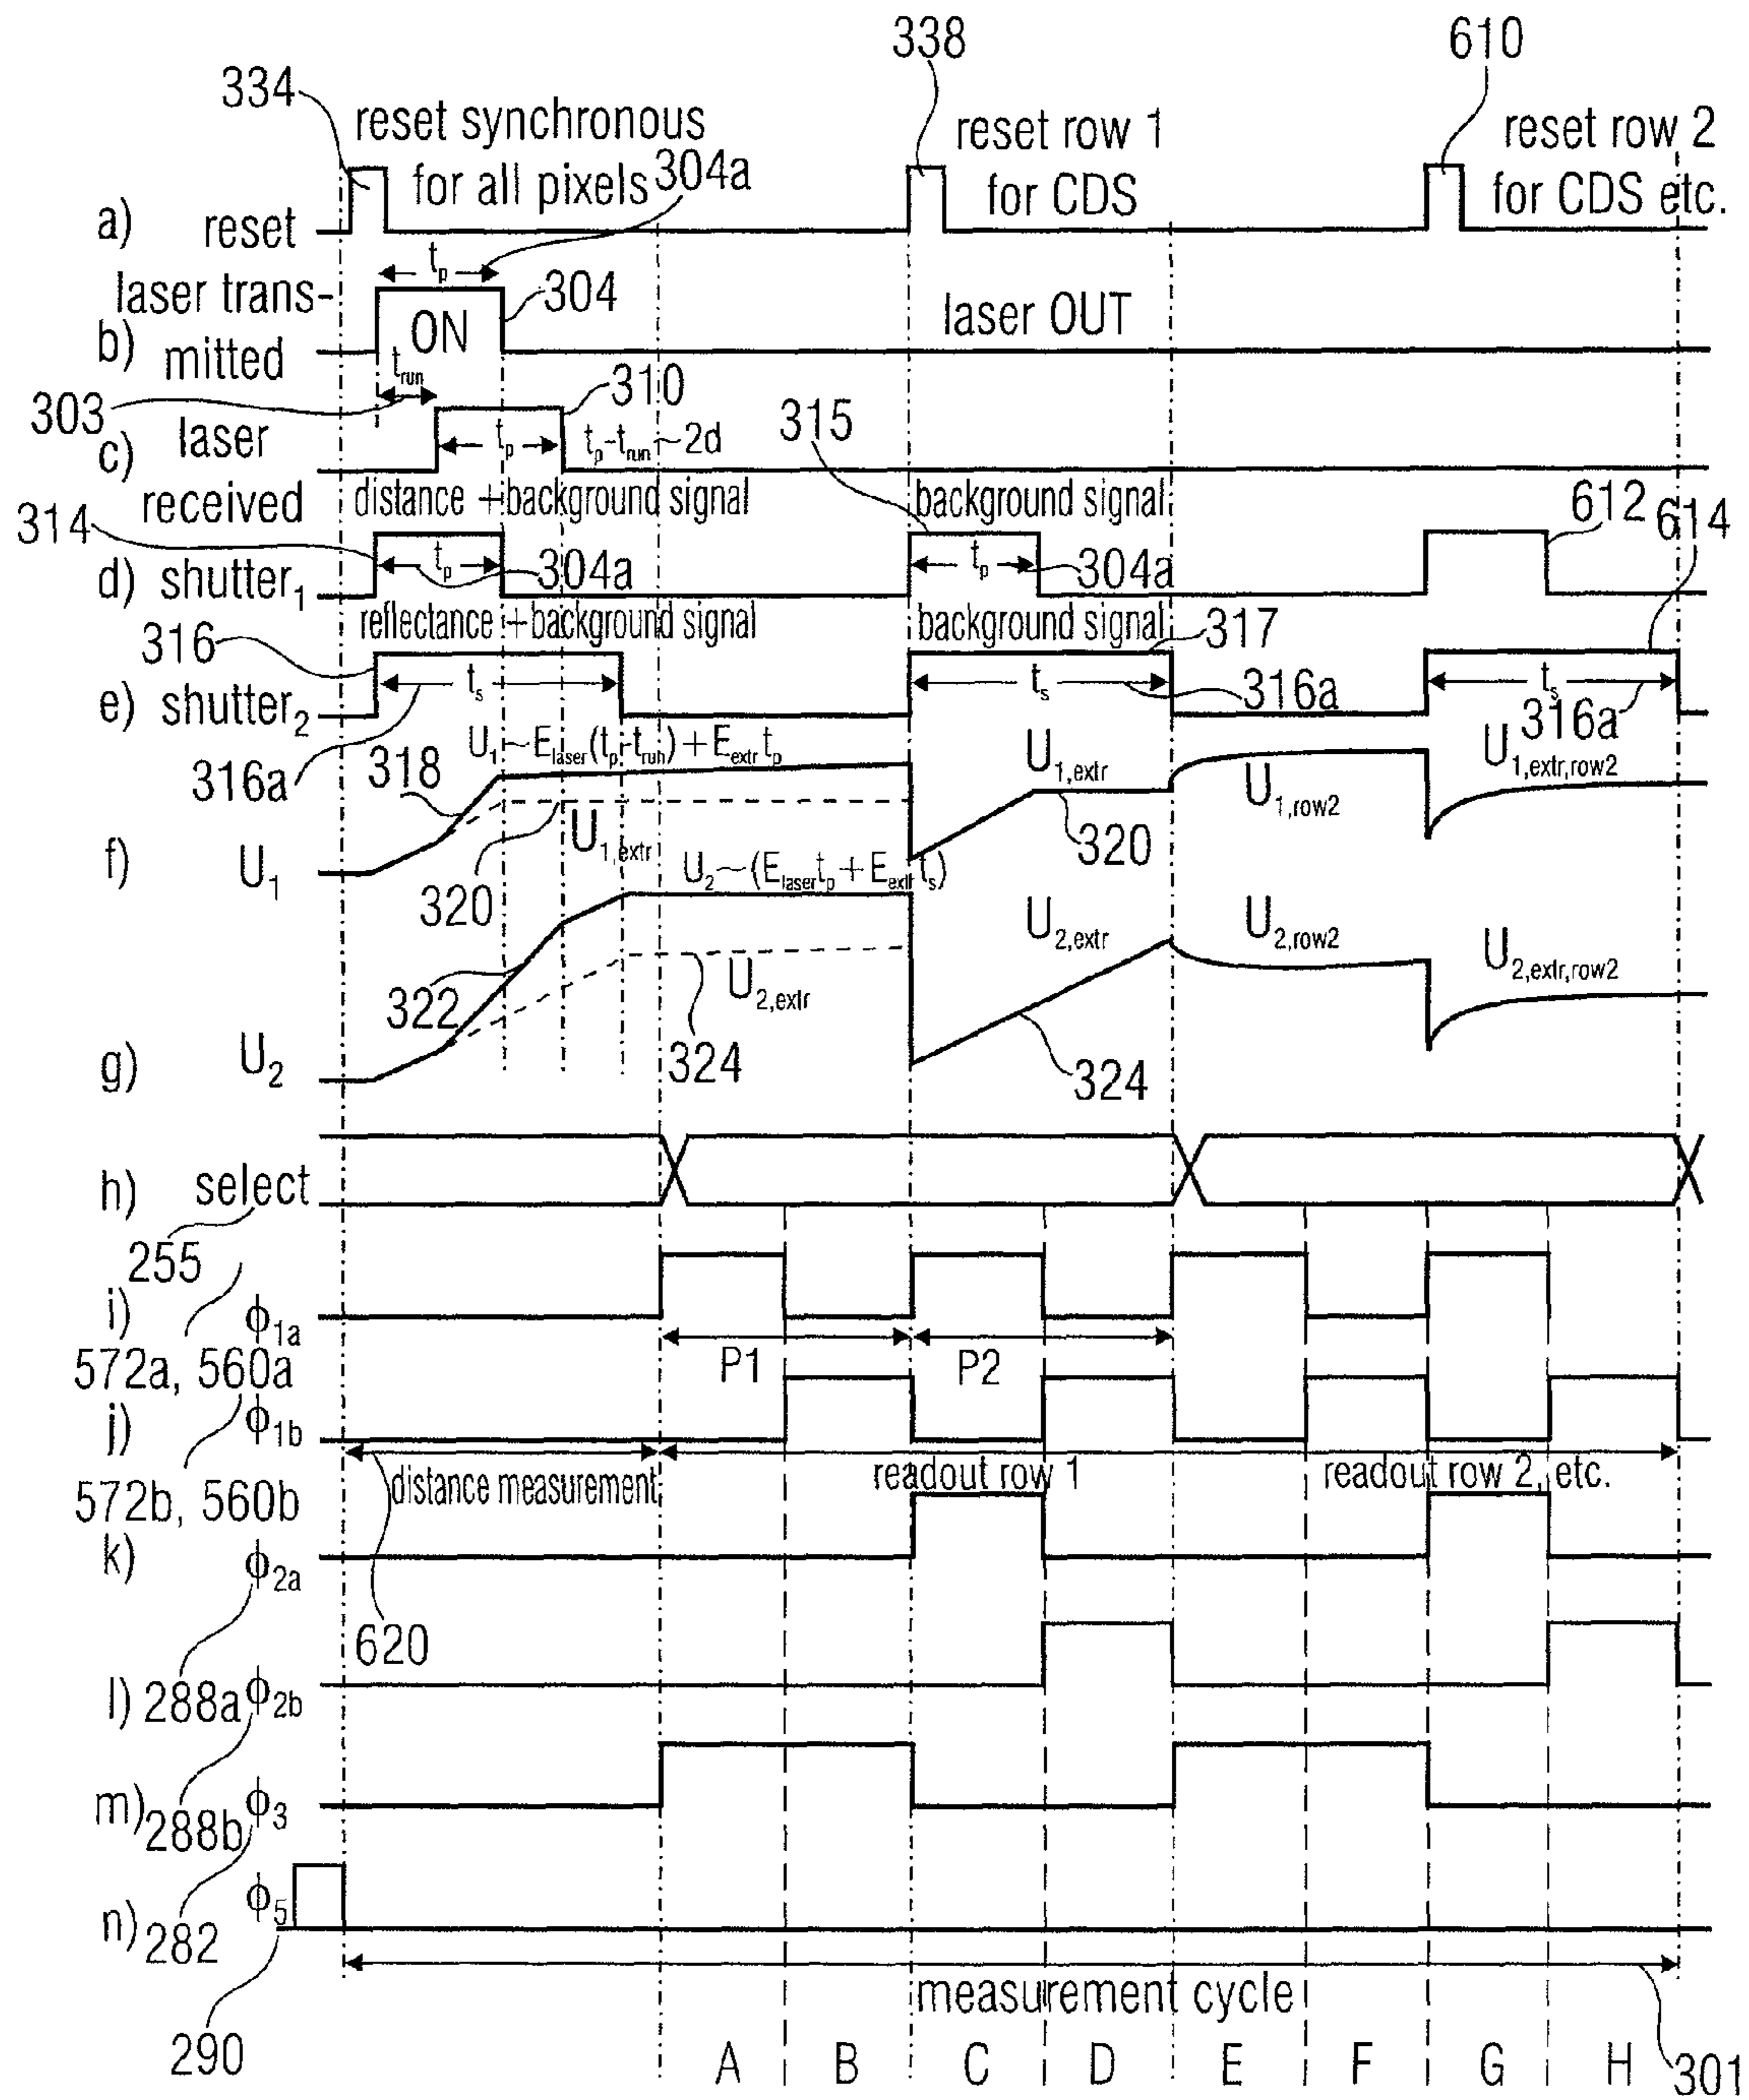 338
610
334
reset synchronous
for all pixels
304a
reset row 1
for CDS
reset row 2
for CDS etc.
a) reset
tp
laser trans-
mitted
b)
ON
304
laser OUT
trun
303
310
laser
received
c)
tp
tp-trun~2d
315
distance + background signal
background signal
314
612
614
d) shutter1
tp
304a
tp
304a
reflectance + background signal
background signal
317
316
e) shutter2
ts
ts
316a
ts
316a
316a
318
U1~Elaser(tp-trun)+Eextr tp
U1,extr
U1,row2
U1,extr,row2
f) U1
320
U1,extr
320
U2~(Elasertp+Eextrts)
U2,extr
U2,row2
U2,extr,row2
322
U2,extr
g) U2
324
324
h) select
255
i) ϕ1a
572a, 560a
P1
P2
j) ϕ1b
572b, 560b
distance measurement
readout row 1
readout row 2, etc.
k) ϕ2a
620
288a
l) ϕ2b
288b
m) ϕ3
282
n) ϕ5
290
measurement cycle
301
A B C D E F G H